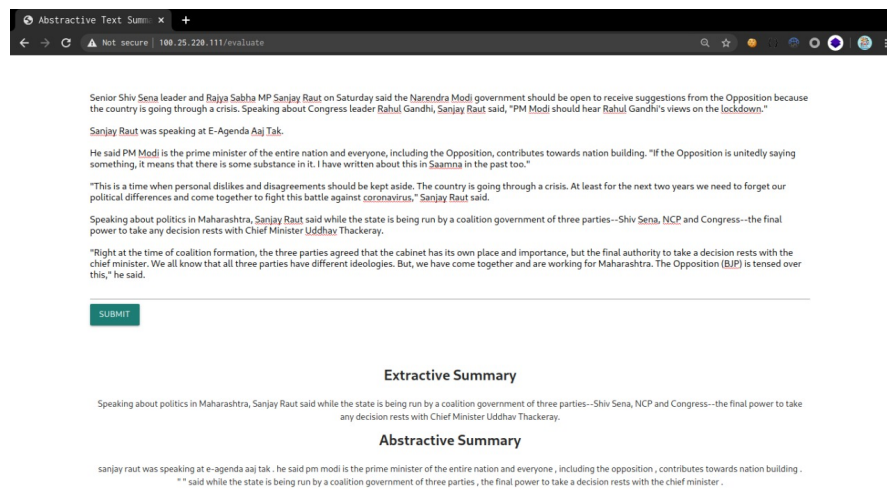 Abstractive Text Summa
Not secure | 100.25.220.111/evaluate
Senior Shiv Sena leader and Rajya Sabha MP Sanjay Raut on Saturday said the Narendra Modi government should be open to receive suggestions from the Opposition because
the country is going through a crisis. Speaking about Congress leader Rahul Gandhi, Sanjay Raut said, "PM Modi should hear Rahul Gandhi's views on the lockdown."
Sanjay Raut was speaking at E-Agenda Aaj Tak.
He said PM Modi is the prime minister of the entire nation and everyone, including the Opposition, contributes towards nation building. "If the Opposition is unitedly saying
something, it means that there is some substance in it. I have written about this in Saamna in the past too."
"This is a time when personal dislikes and disagreements should be kept aside. The country is going through a crisis. At least for the next two years we need to forget our
political differences and come together to fight this battle against coronavirus," Sanjay Raut said.
Speaking about politics in Maharashtra, Sanjay Raut said while the state is being run by a coalition government of three parties--Shiv Sena, NCP and Congress--the final
power to take any decision rests with Chief Minister Uddhav Thackeray.
"Right at the time of coalition formation, the three parties agreed that the cabinet has its own place and importance, but the final authority to take a decision rests with the
chief minister. We all know that all three parties have different ideologies. But, we have come together and are working for Maharashtra. The Opposition (BJP) is tensed over
this," he said.
SUBMIT
Extractive Summary
Speaking about politics in Maharashtra, Sanjay Raut said while the state is being run by a coalition government of three parties--Shiv Sena, NCP and Congress--the final power to take
any decision rests with Chief Minister Uddhav Thackeray.
Abstractive Summary
sanjay raut was speaking at e-agenda aaj tak . he said pm modi is the prime minister of the entire nation and everyone , including the opposition , contributes towards nation building .
" " said while the state is being run by a coalition government of three parties , the final power to take a decision rests with the chief minister .